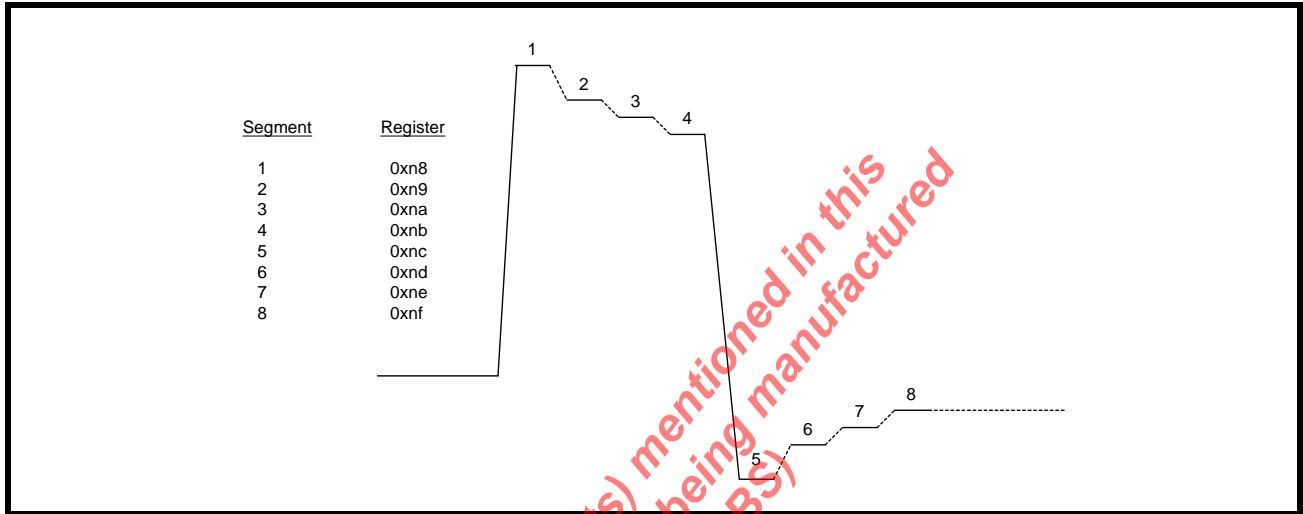 1
2
3
4
Segment Register
1 0xn8
2 0xn9
3 0xna
4 0xnb
5 0xnc
6 0xnd
7 0xne
8 0xnf
8
7
6
5
mentioned in this
being manufactured